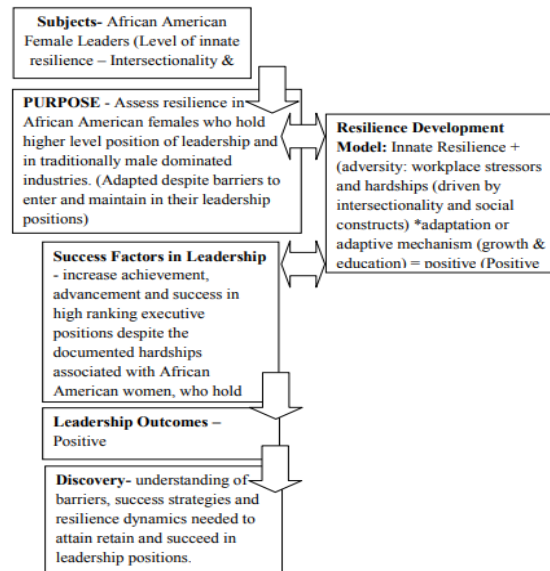 Subjects- African American
Female Leaders (Level of innate
resilience – Intersectionality &
PURPOSE - Assess resilience in
African American females who hold
higher level position of leadership and
in traditionally male dominated
industries. (Adapted despite barriers to
enter and maintain in their leadership
positions)
Resilience Development
Model: Innate Resilience +
(adversity: workplace stressors
and hardships (driven by
intersectionality and social
constructs) *adaptation or
adaptive mechanism (growth &
education) = positive (Positive
Success Factors in Leadership
- increase achievement,
advancement and success in
high ranking executive
positions despite the
documented hardships
associated with African
American women, who hold
Leadership Outcomes –
Positive
Discovery- understanding of
barriers, success strategies and
resilience dynamics needed to
attain retain and succeed in
leadership positions.